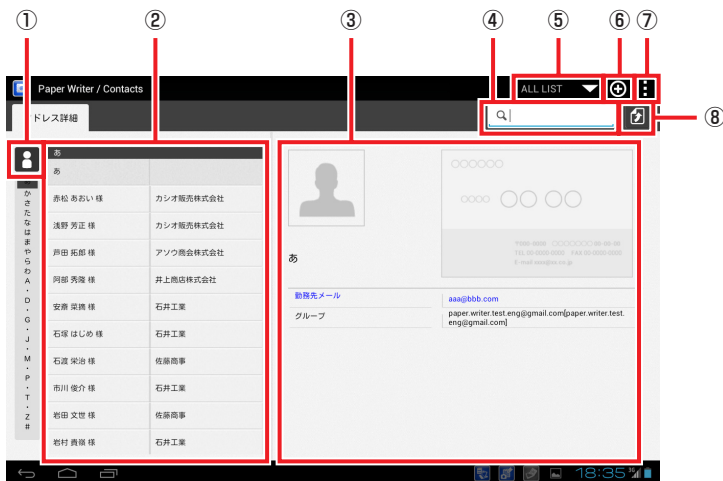 ① ② ③ ④ ⑤ ⑥ ⑦
Paper Writer / Contacts
ALL LIST
ドレス詳細
⑧
あ
あ
赤松 あおい 様 カシオ販売株式会社
浅野 芳正 様 カシオ販売株式会社
芦田 拓郎 様 アソウ商会株式会社
阿部 秀隆 様 井上商店株式会社
安斎 菜摘 様 石井工業
石塚 はじめ 様 石井工業
石渡 栄治 様 佐藤商事
市川 俊介 様 石井工業
岩田 文世 様 佐藤商事
岩村 貴嶺 様 石井工業
か
さ
た
な
は
ま
や
ら
わ
A
・
D
・
G
・
J
・
M
・
P
・
T
・
Z
#
○○○○○○
○○○○ ○○ ○○
E-mail:aaa@xx.co.jp
あ
勤務先メール aaa@bbb.com
グループ paper.writer.test.eng@gmail.com[paper.writer.test.
eng@gmail.com]
18:35 3G